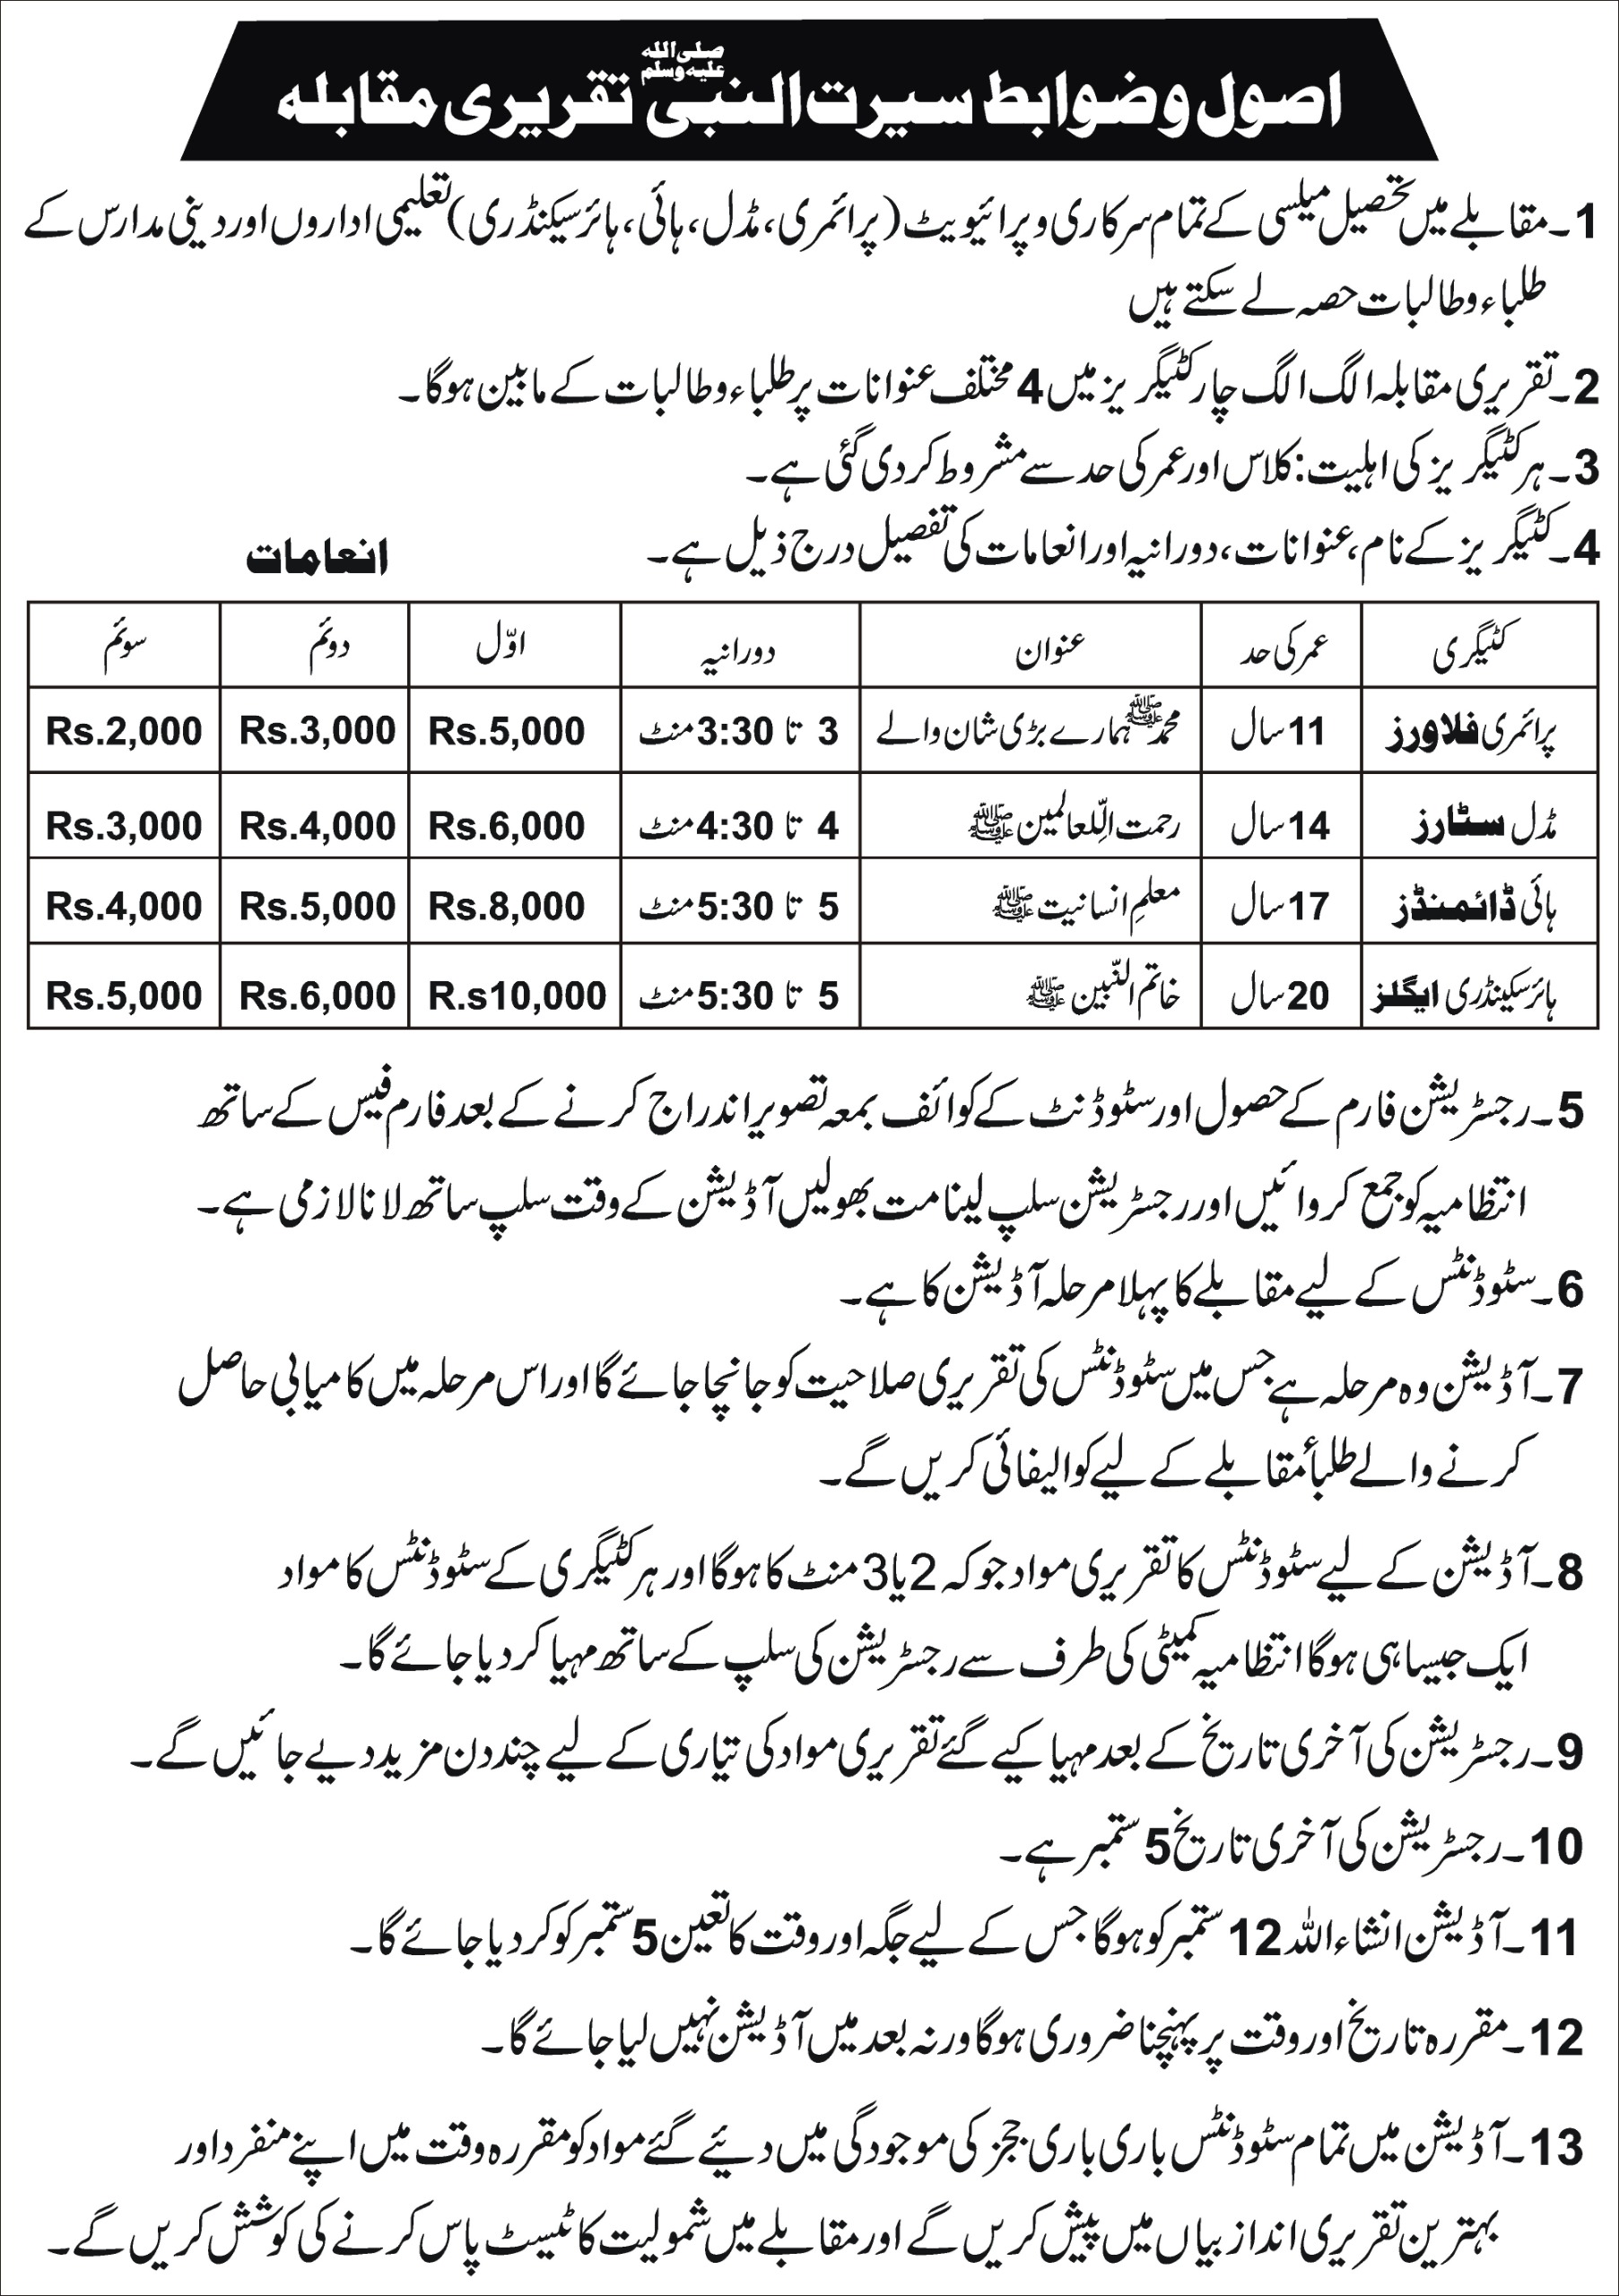 اصول و ضوابط سیرت النبی صلی اللہ علیہ وسلم تقریری مقابلہ
1۔ مقابلے میں تحصیل میلسی کے تمام سرکاری و پرائیویٹ (پرائمری، مڈل، ہائی، ہائر سیکنڈری) تعلیمی اداروں اور دینی مدارس کے
طلباء و طالبات حصہ لے سکتے ہیں
2۔ تقریری مقابلہ الگ الگ چار کٹیگریز میں 4 مختلف عنوانات پر طلباء و طالبات کے مابین ہوگا۔
3۔ ہر کٹیگریز کی اہلیت: کلاس اور عمر کی حد سے مشروط کر دی گئی ہے۔
4۔ کٹیگریز کے نام، عنوانات، دورانیہ اور انعامات کی تفصیل درج ذیل ہے۔
انعامات
کٹیگری عمر کی حد عنوان دورانیہ اوّل دوئم سوئم
پرائمری فلاورز 11 سال محمد ﷺ ہمارے بڑی شان والے 3 تا 3:30 منٹ Rs.5,000 Rs.3,000 Rs.2,000
مڈل سٹارز 14 سال رحمت الِّلعالمین ﷺ 4 تا 4:30 منٹ Rs.6,000 Rs.4,000 Rs.3,000
ہائی ڈائمنڈز 17 سال معلمِ انسانیت ﷺ 5 تا 5:30 منٹ Rs.8,000 Rs.5,000 Rs.4,000
ہائر سکینڈری ایگلز 20 سال خاتم النّبین ﷺ 5 تا 5:30 منٹ R.s10,000 Rs.6,000 Rs.5,000
5۔ رجسٹریشن فارم کے حصول اور سٹوڈنٹ کے کوائف بمعہ تصویر اندراج کرنے کے بعد فارم فیس کے ساتھ
انتظامیہ کو جمع کروائیں اور رجسٹریشن سلپ لینا مت بھولیں آڈیشن کے وقت سلپ ساتھ لانا لازمی ہے۔
6۔ سٹوڈنٹس کے لیے مقابلے کا پہلا مرحلہ آڈیشن کا ہے۔
7۔ آڈیشن وہ مرحلہ ہے جس میں سٹوڈنٹس کی تقریری صلاحیت کو جانچا جائے گا اور اس مرحلہ میں کامیابی حاصل
کرنے والے طلبأ مقابلے کے لیے کوالیفائی کریں گے۔
8۔ آڈیشن کے لیے سٹوڈنٹس کا تقریری مواد جو کہ 2 یا 3 منٹ کا ہوگا اور ہر کٹیگری کے سٹوڈنٹس کا مواد
ایک جیسا ہی ہوگا انتظامیہ کمیٹی کی طرف سے رجسٹریشن کی سلپ کے ساتھ مہیا کر دیا جائے گا۔
9۔ رجسٹریشن کی آخری تاریخ کے بعد مہیا کیے گئے تقریری مواد کی تیاری کے لیے چند دن مزید دیے جائیں گے۔
10۔ رجسٹریشن کی آخری تاریخ 5 ستمبر ہے۔
11۔ آڈیشن انشاء اللہ 12 ستمبر کو ہوگا جس کے لیے جگہ اور وقت کا تعین 5 ستمبر کو کر دیا جائے گا۔
12۔ مقررہ تاریخ اور وقت پر پہنچنا ضروری ہوگا ورنہ بعد میں آڈیشن نہیں لیا جائے گا۔
13۔ آڈیشن میں تمام سٹوڈنٹس باری باری ججز کی موجودگی میں دیئے گئے مواد کو مقررہ وقت میں اپنے منفرد اور
بہترین تقریری انداز بیاں میں پیش کریں گے اور مقابلے میں شمولیت کا ٹیسٹ پاس کرنے کی کوشش کریں گے۔